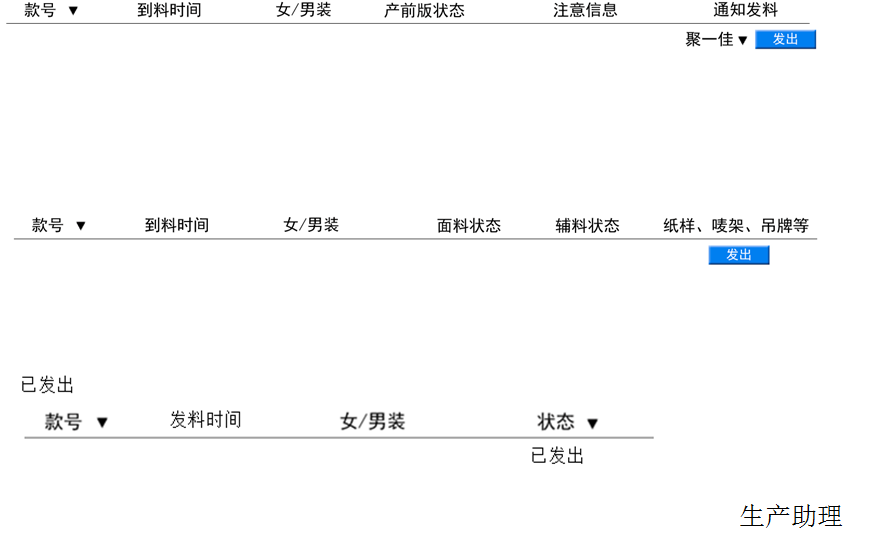 款号 ▼ 到料时间 女/男装 产前版状态 注意信息 通知发料
聚一佳 ▼ 发出
款号 ▼ 到料时间 女/男装 面料状态 辅料状态 纸样、唛架、吊牌等
发出
已发出
款号 ▼ 发料时间 女/男装 状态 ▼
已发出
生产助理